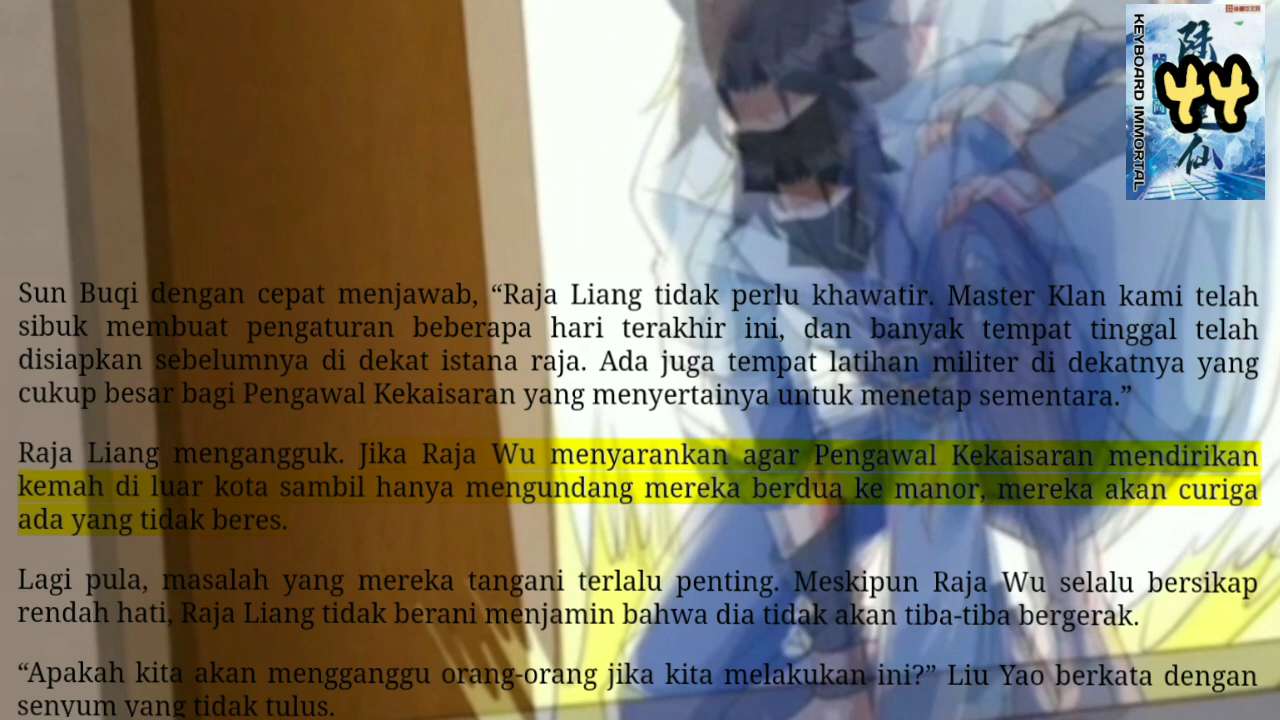 KEYBOARD IMMORTAL
44
Sun Buqi dengan cepat menjawab, “Raja Liang tidak perlu khawatir. Master Klan kami telah
sibuk membuat pengaturan beberapa hari terakhir ini, dan banyak tempat tinggal telah
disiapkan sebelumnya di dekat istana raja. Ada juga tempat latihan militer di dekatnya yang
cukup besar bagi Pengawal Kekaisaran yang menyertainya untuk menetap sementara.”
Raja Liang mengangguk. Jika Raja Wu menyarankan agar Pengawal Kekaisaran mendirikan
kemah di luar kota sambil hanya mengundang mereka berdua ke manor, mereka akan curiga
ada yang tidak beres.
Lagi pula, masalah yang mereka tangani terlalu penting. Meskipun Raja Wu selalu bersikap
rendah hati, Raja Liang tidak berani menjamin bahwa dia tidak akan tiba-tiba bergerak.
“Apakah kita akan mengganggu orang-orang jika kita melakukan ini?” Liu Yao berkata dengan
senyum yang tidak tulus.